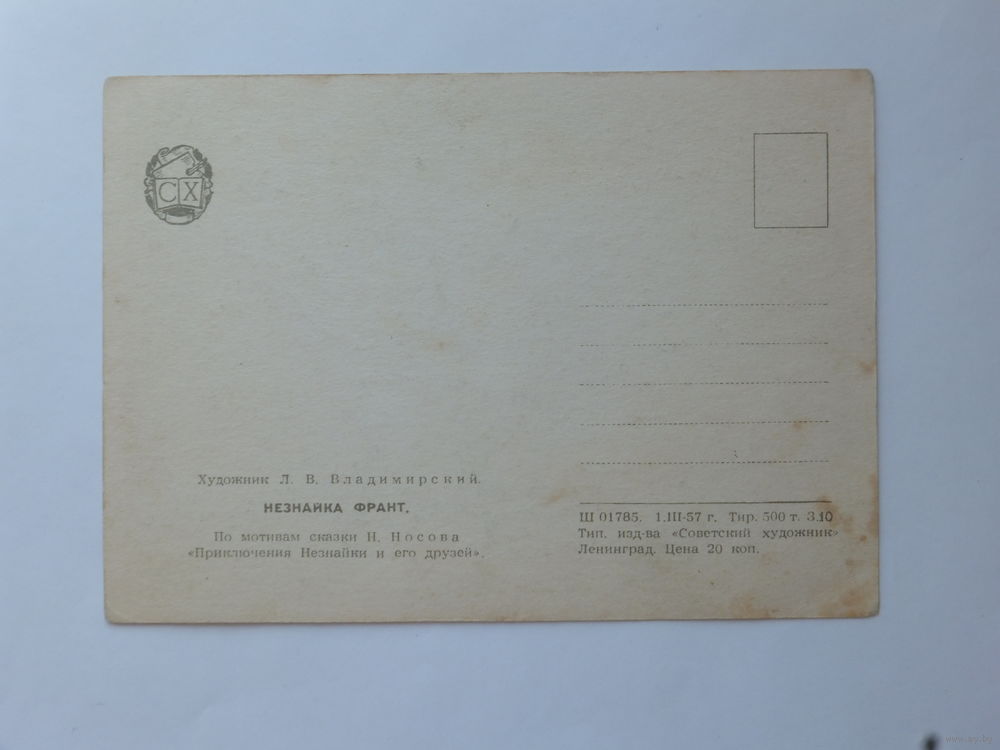 СХ
Художник Л. В. Владимирский.
НЕЗНАЙКА ФРАНТ.
По мотивам сказки Н. Носова
«Приключения Незнайки и его друзей».
Ш 01785. 1.III-57 г. Тир. 500 т. З.10
Тип. изд-ва «Советский художник»
Ленинград. Цена 20 коп.